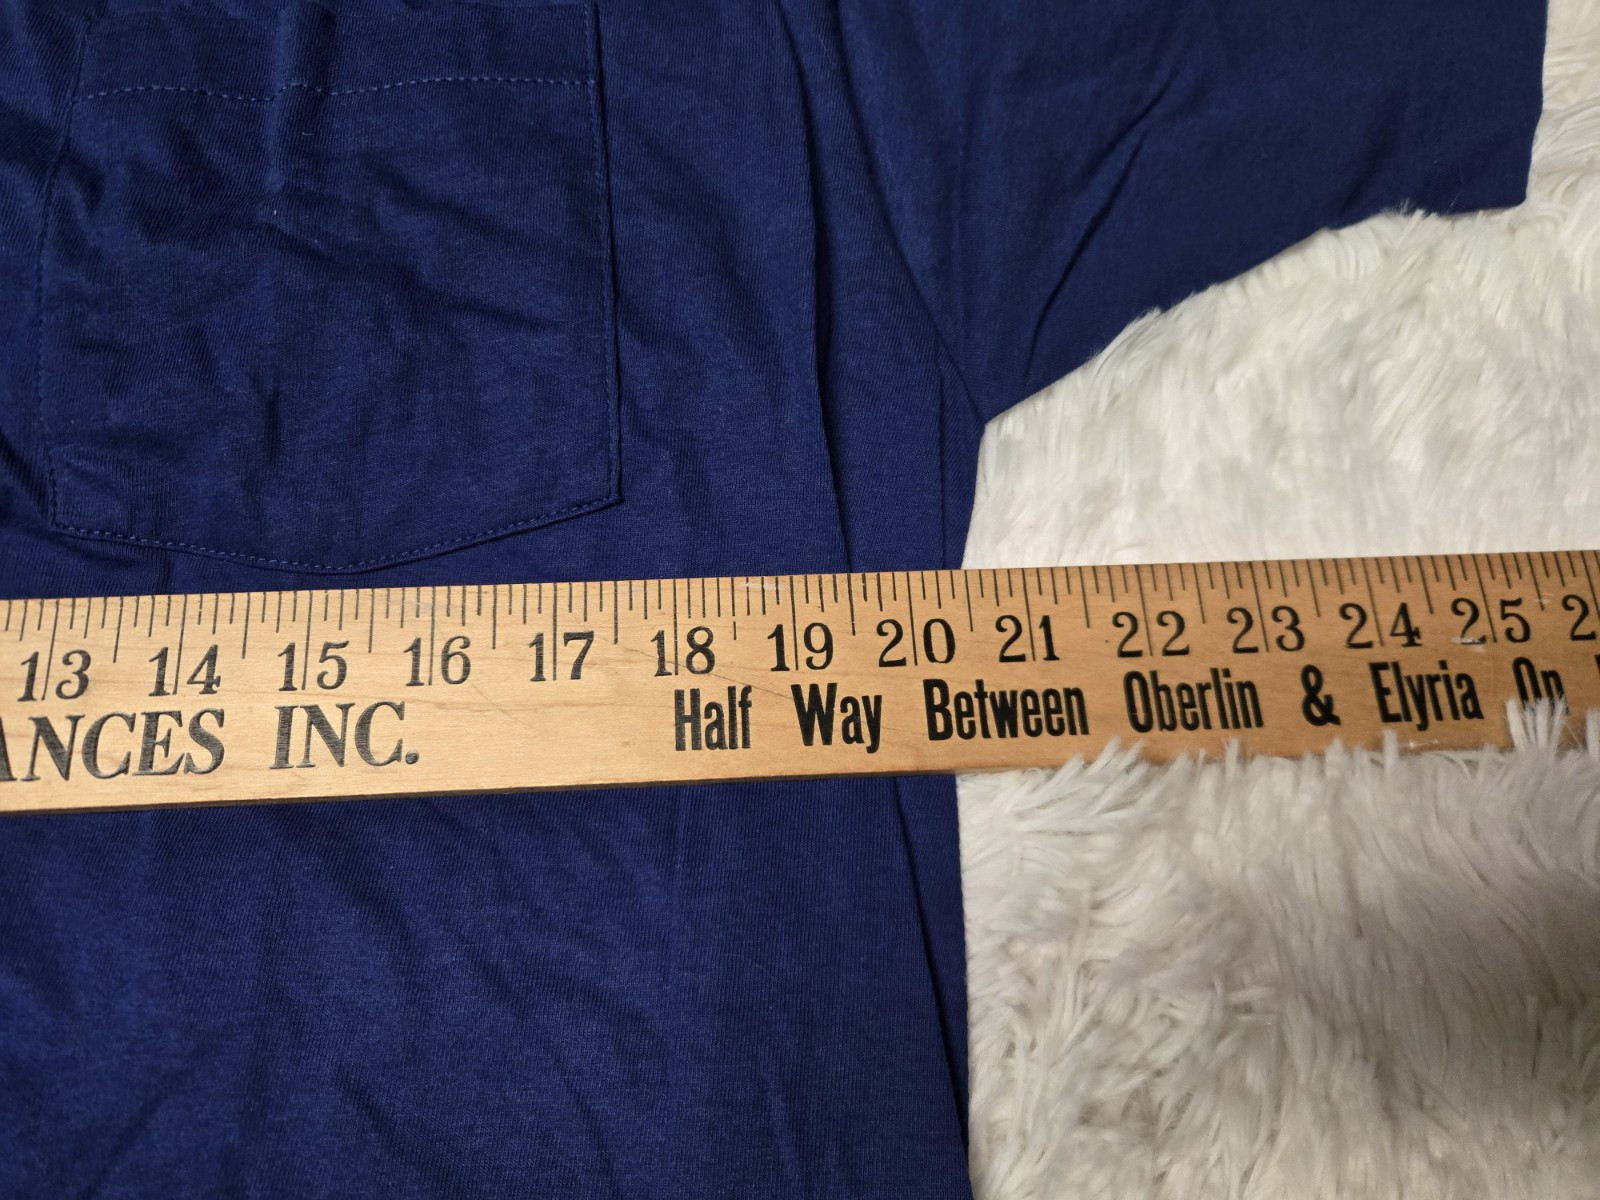 13 14 15 16 17 18 19 20 21 22 23 24 25
ANCES INC. Half Way Between Oberlin & Elyria On